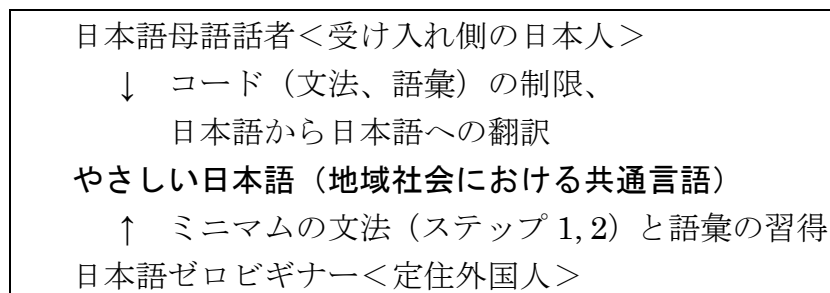 日本語母語話者＜受け入れ側の日本人＞
↓ コード（文法、語彙）の制限、
日本語から日本語への翻訳
やさしい日本語（地域社会における共通言語）
↑ ミニマムの文法（ステップ 1, 2）と語彙の習得
日本語ゼロビギナー＜定住外国人＞